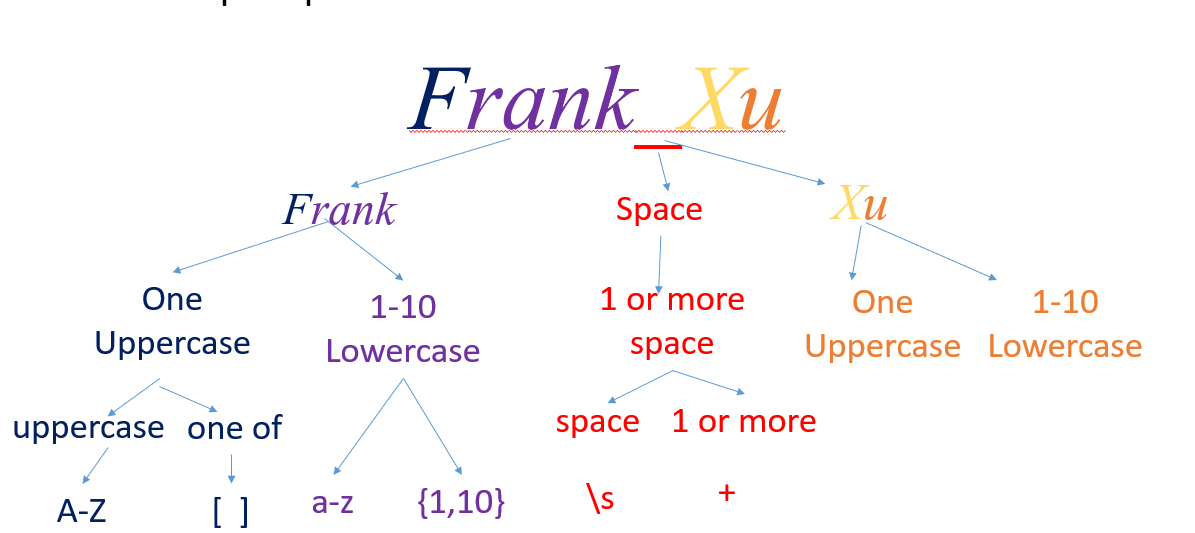 Frank Xu
Frank
Space
Xu
One
Uppercase
1-10
Lowercase
1 or more
space
One
Uppercase
1-10
Lowercase
uppercase
one of
space
1 or more
A-Z
[ ]
a-z
{1,10}
\s
+